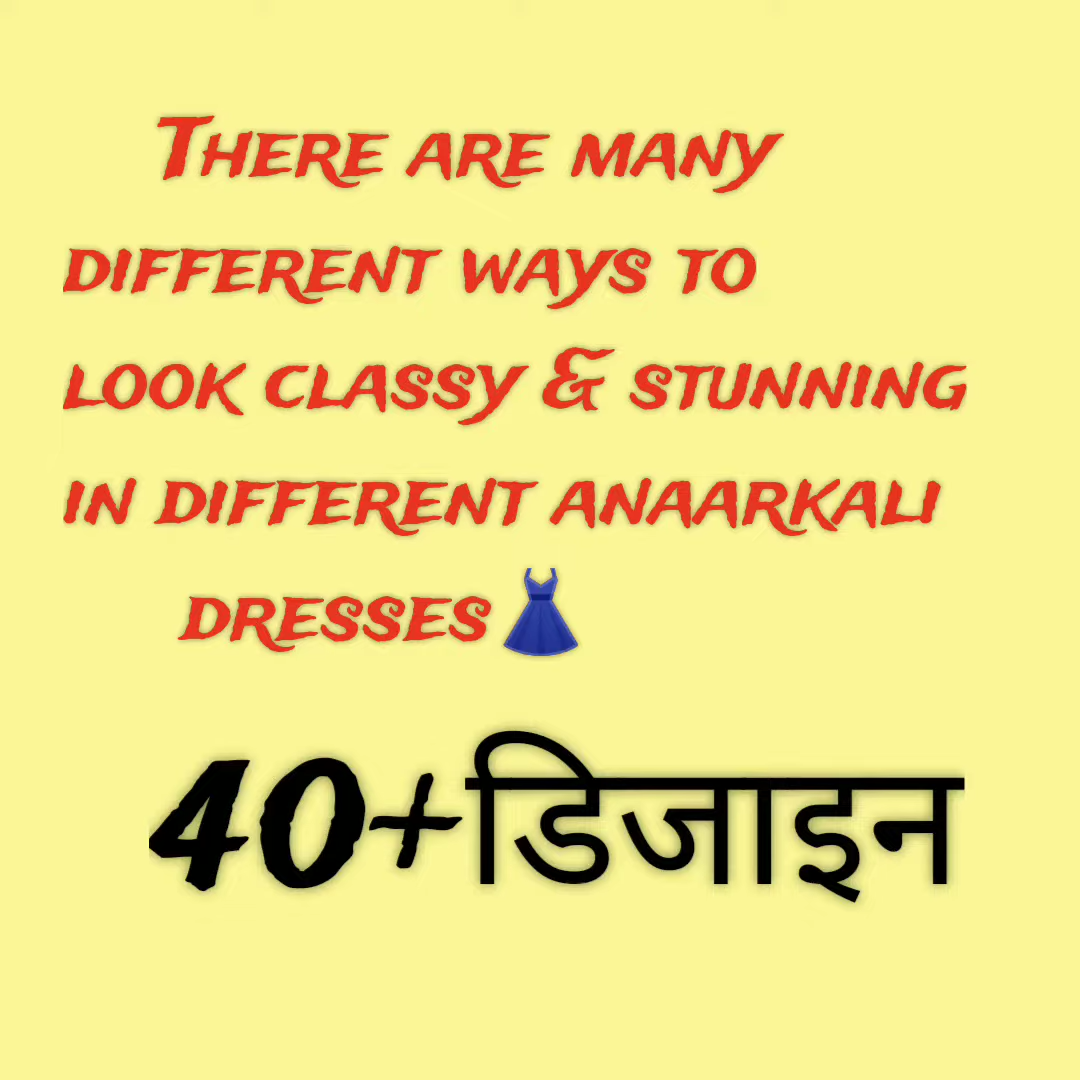 There are many
different ways to
look classy & stunning
in different anaarkali
dresses👗
40+डिजाइन